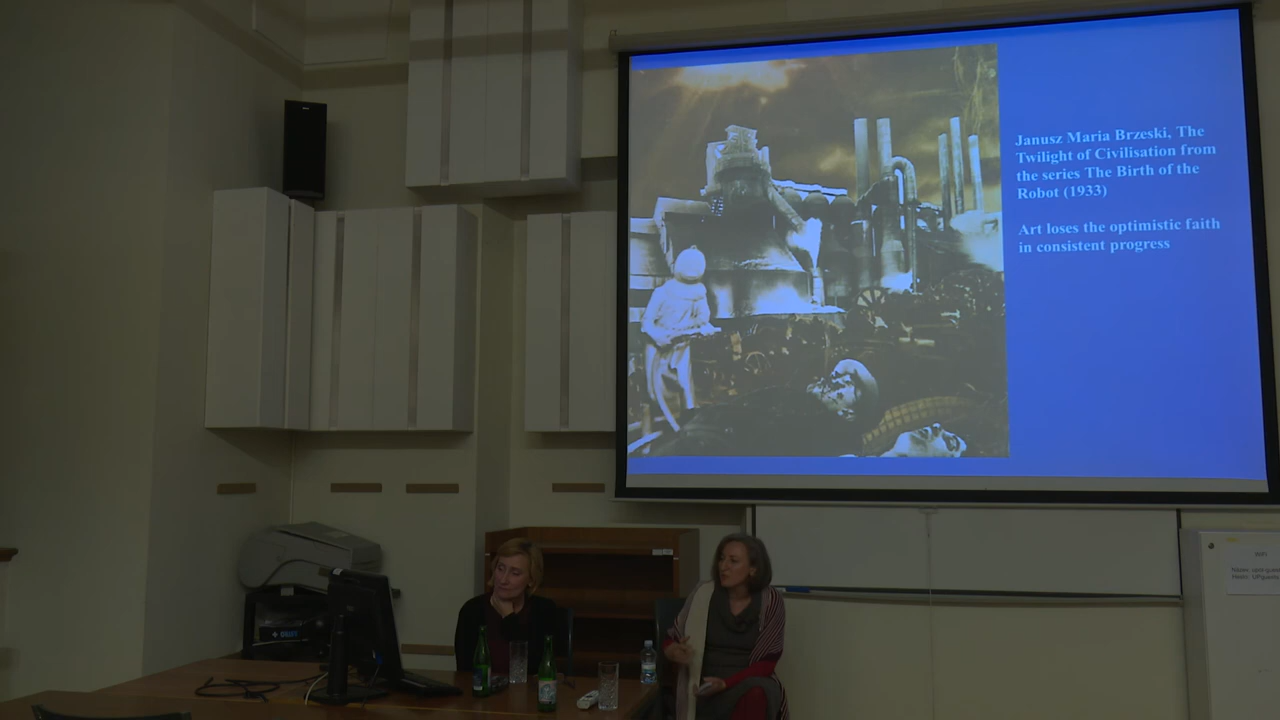 Janusz Maria Brzeski, The
Twilight of Civilisation from
the series The Birth of the
Robot (1933)
Art loses the optimistic faith
in consistent progress